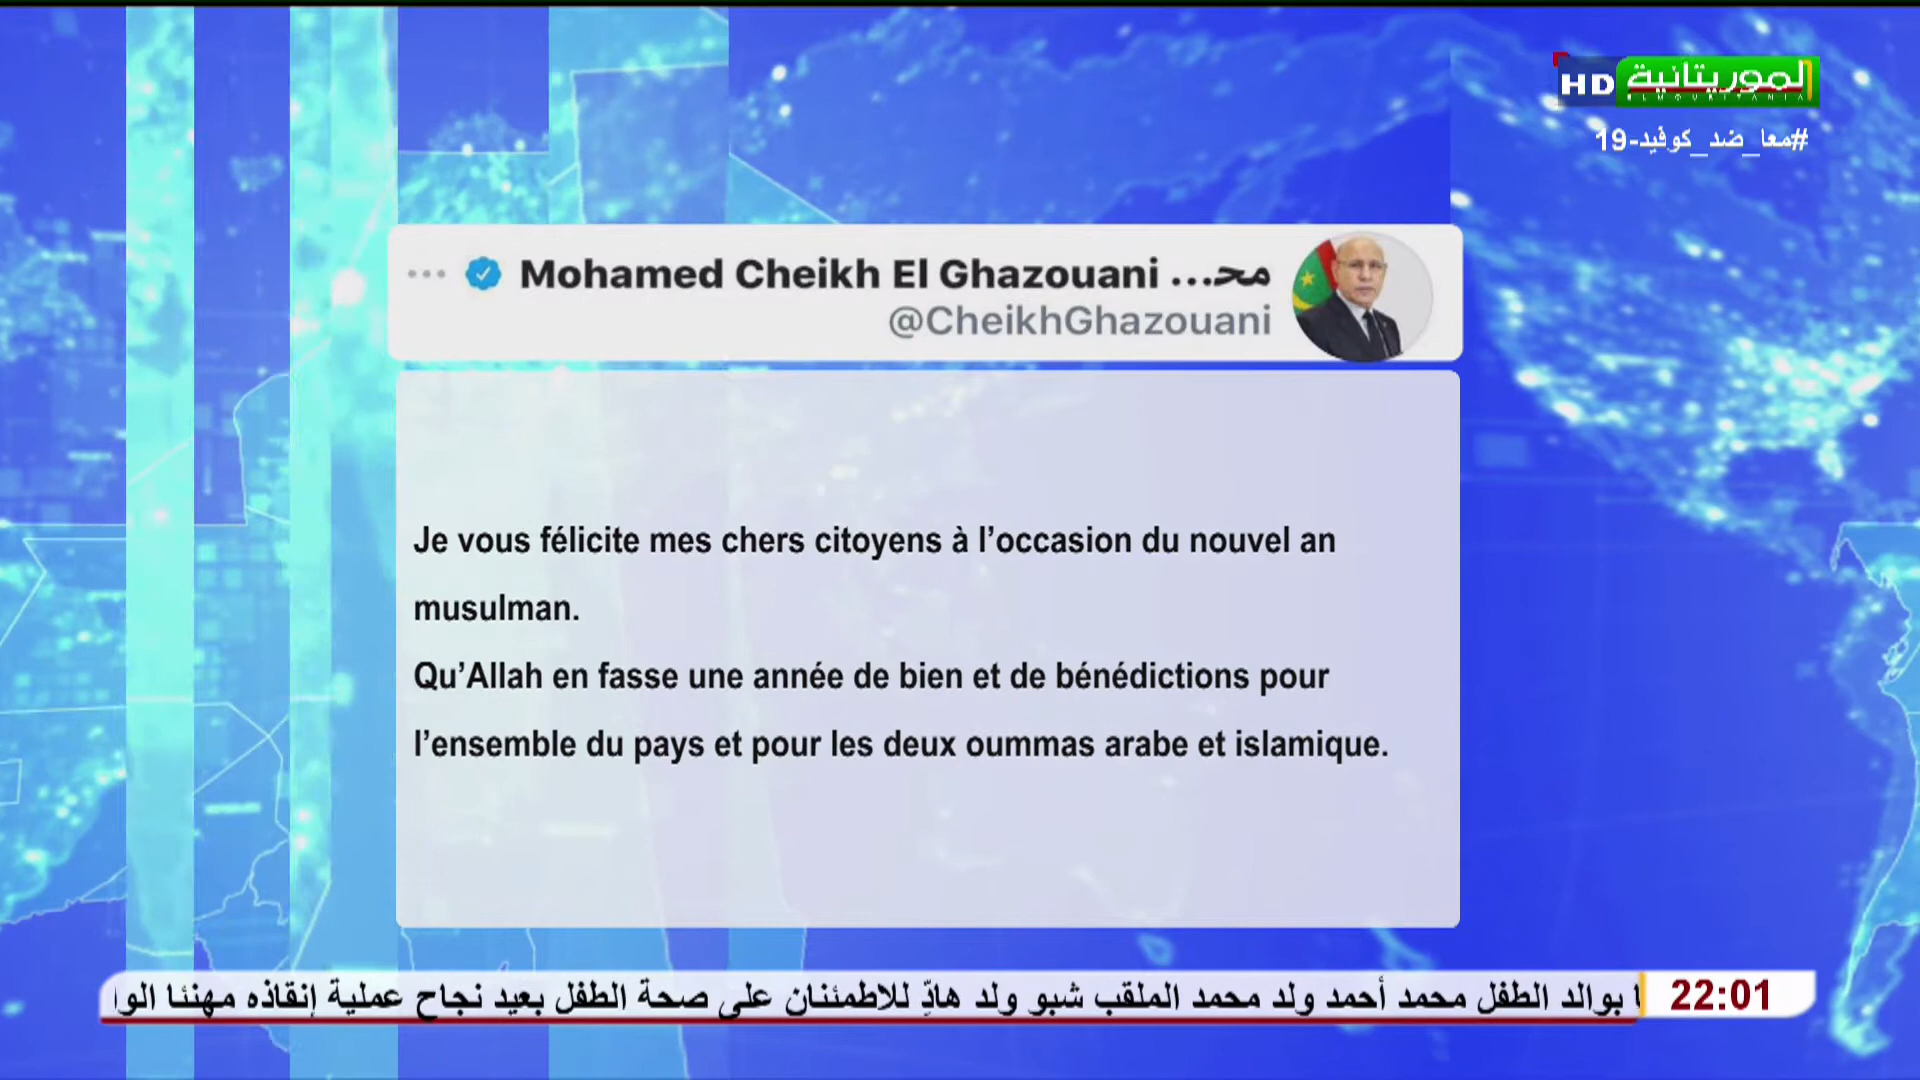 HD الموريتانية
ELMOURITANIA
#معا_ضد_كوفيد-19
Mohamed Cheikh El Ghazouani محـ...
@CheikhGhazouani
Je vous félicite mes chers citoyens à l’occasion du nouvel an
musulman.
Qu’Allah en fasse une année de bien et de bénédictions pour
l’ensemble du pays et pour les deux oummas arabe et islamique.
بوالد الطفل محمد أحمد ولد محمد الملقب شبو ولد هادِّ للاطمئنان على صحة الطفل بعيد نجاح عملية إنقاذه مهنئا
22:01